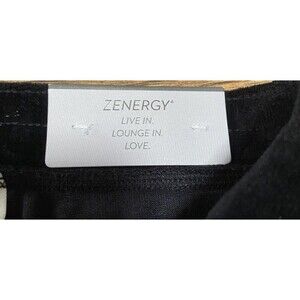 ZENERGY®
LIVE IN.
LOUNGE IN.
LOVE.